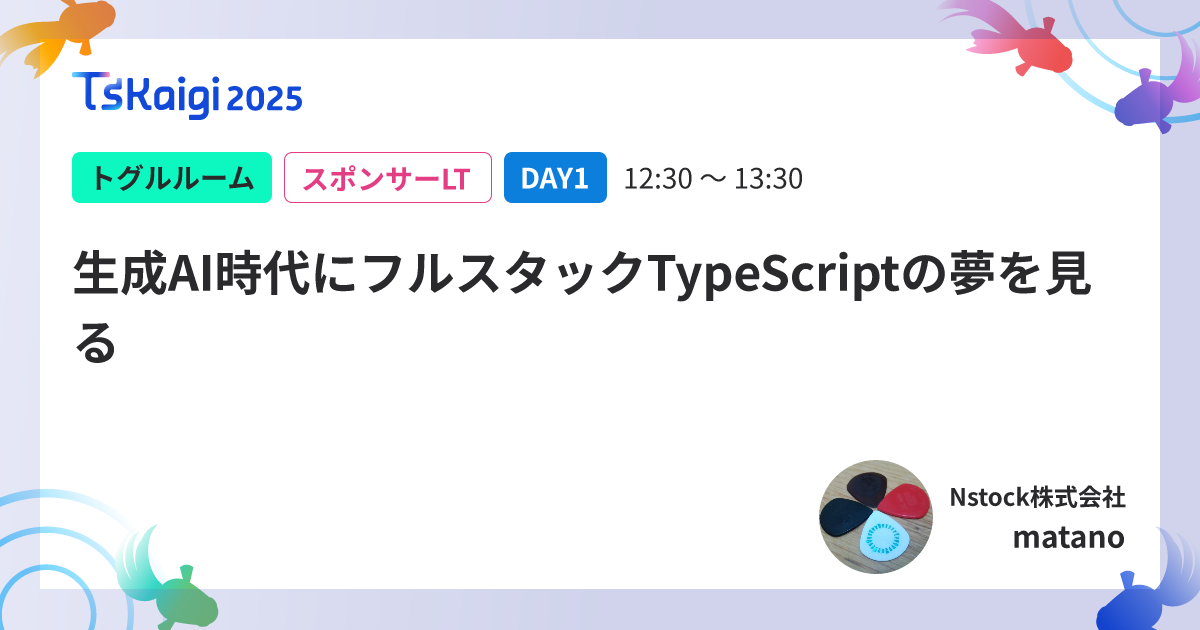 TSKaigi 2025
トグルルーム スポンサーLT DAY1 12:30 〜 13:30
生成AI時代にフルスタックTypeScriptの夢を見
る
Nstock株式会社
matano